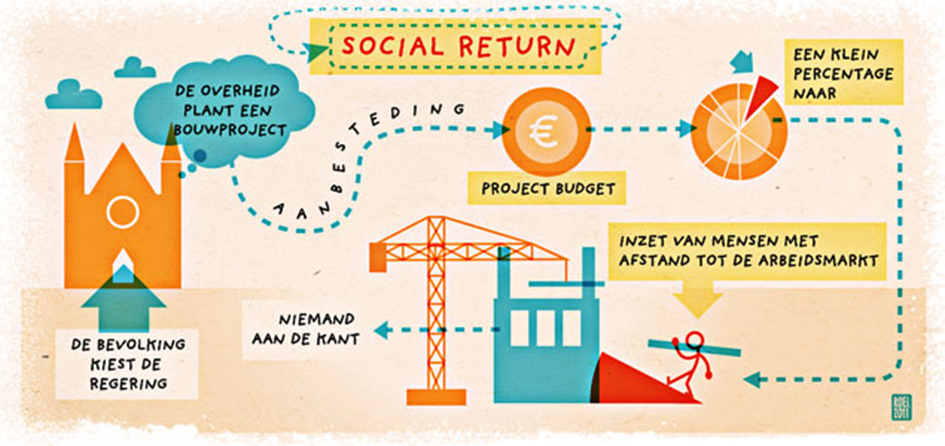 SOCIAL RETURN
DE OVERHEID
PLANT EEN
BOUWPROJECT
AANBESTEDING
€
PROJECT BUDGET
EEN KLEIN
PERCENTAGE
NAAR
INZET VAN MENSEN MET
AFSTAND TOT DE ARBEIDSMARKT
NIEMAND
AAN DE KANT
DE BEVOLKING
KIEST DE
REGERING